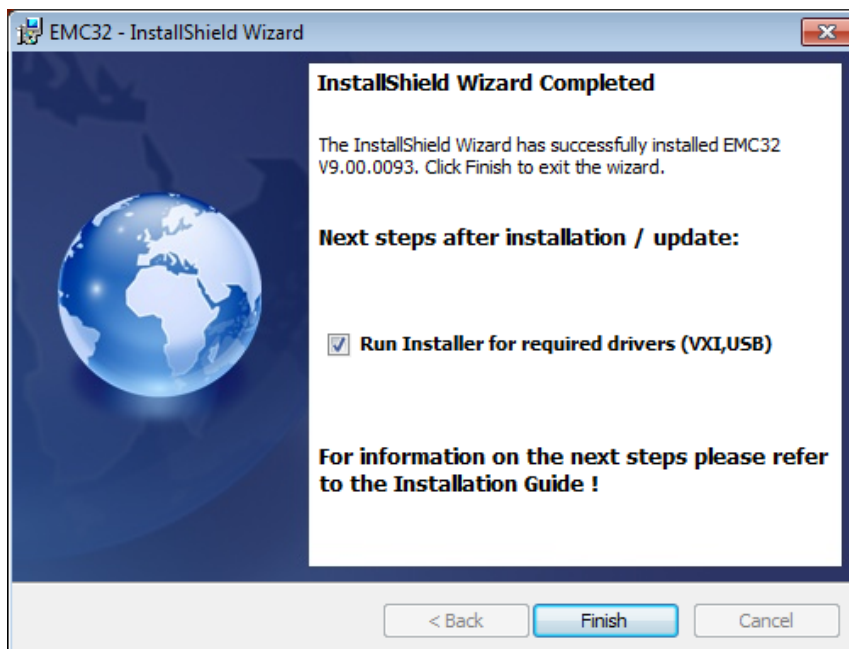 EMC32 - InstallShield Wizard
InstallShield Wizard Completed
The InstallShield Wizard has successfully installed EMC32
V9.00.0093. Click Finish to exit the wizard.
Next steps after installation / update:
Run Installer for required drivers (VXI,USB)
For information on the next steps please refer
to the Installation Guide !
< Back
Finish
Cancel